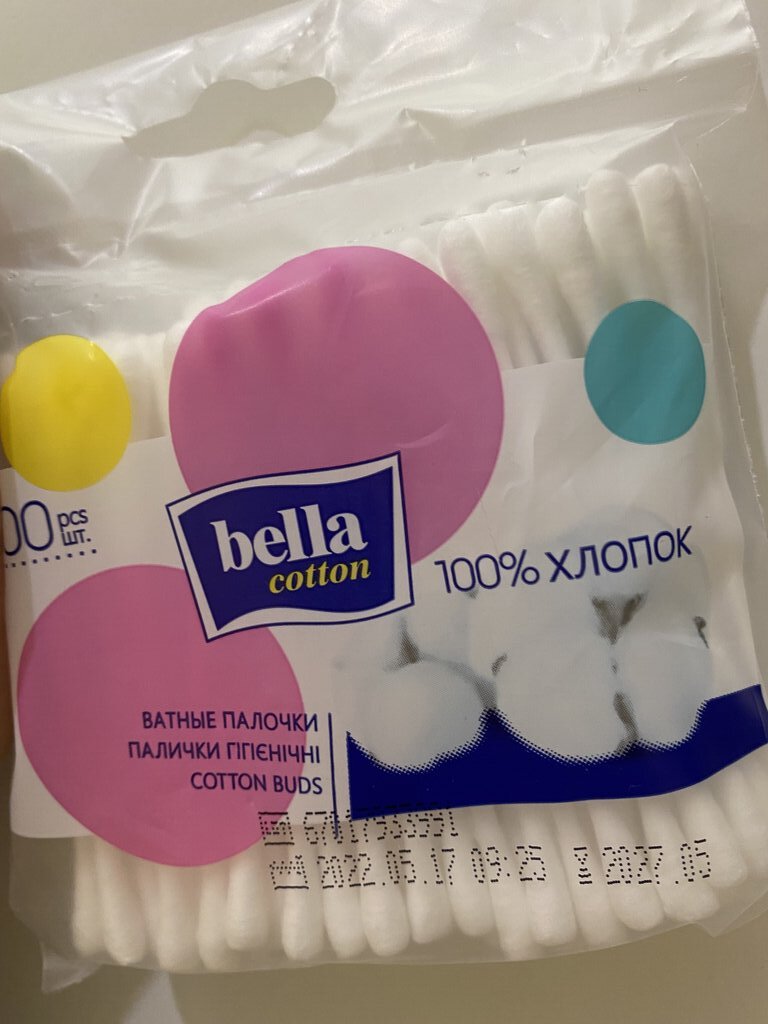 00 pcs
шт.
bella
cotton
100% ХЛОПОК
ВАТНЫЕ ПАЛОЧКИ
ПАЛИЧКИ ГІГІЄНІЧНІ
COTTON BUDS
2022.05.17 09:25 2027.05